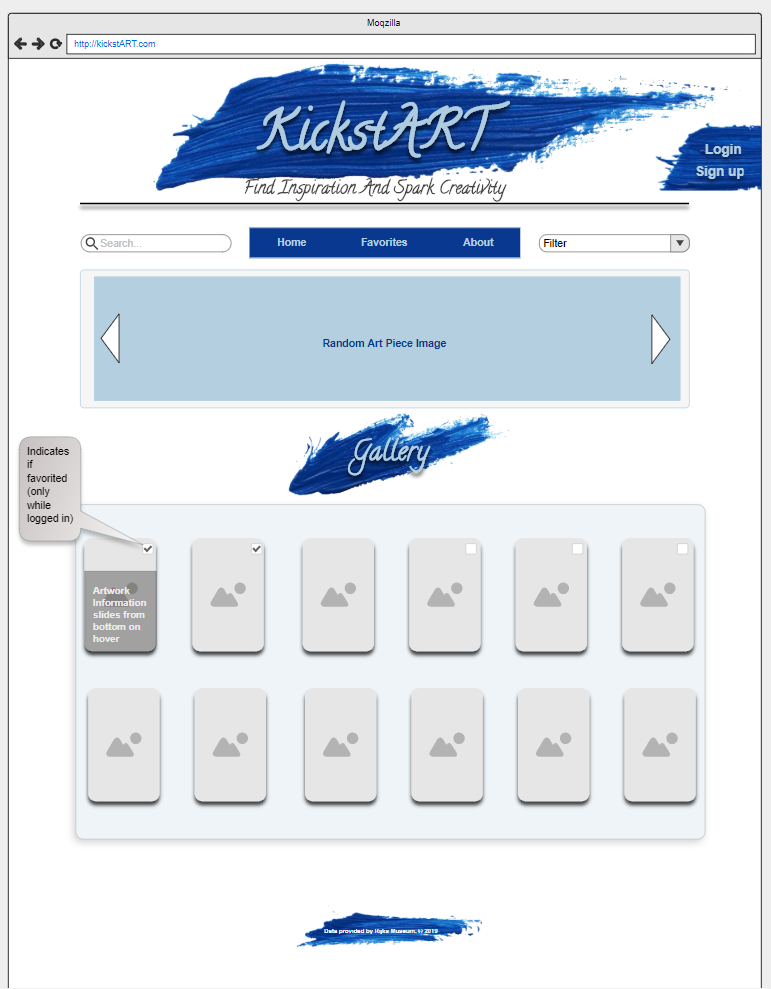 Moqzilla
http://kickstART.com
KickstART
Login
Sign up
Find Inspiration And Spark Creativity
Search...
Home
Favorites
About
Filter
Random Art Piece Image
Gallery
Indicates
if
favorited
(only
while
logged in)
Artwork
Information
slides from
bottom on
hover
Data provided by Rijks Museum. © 2019